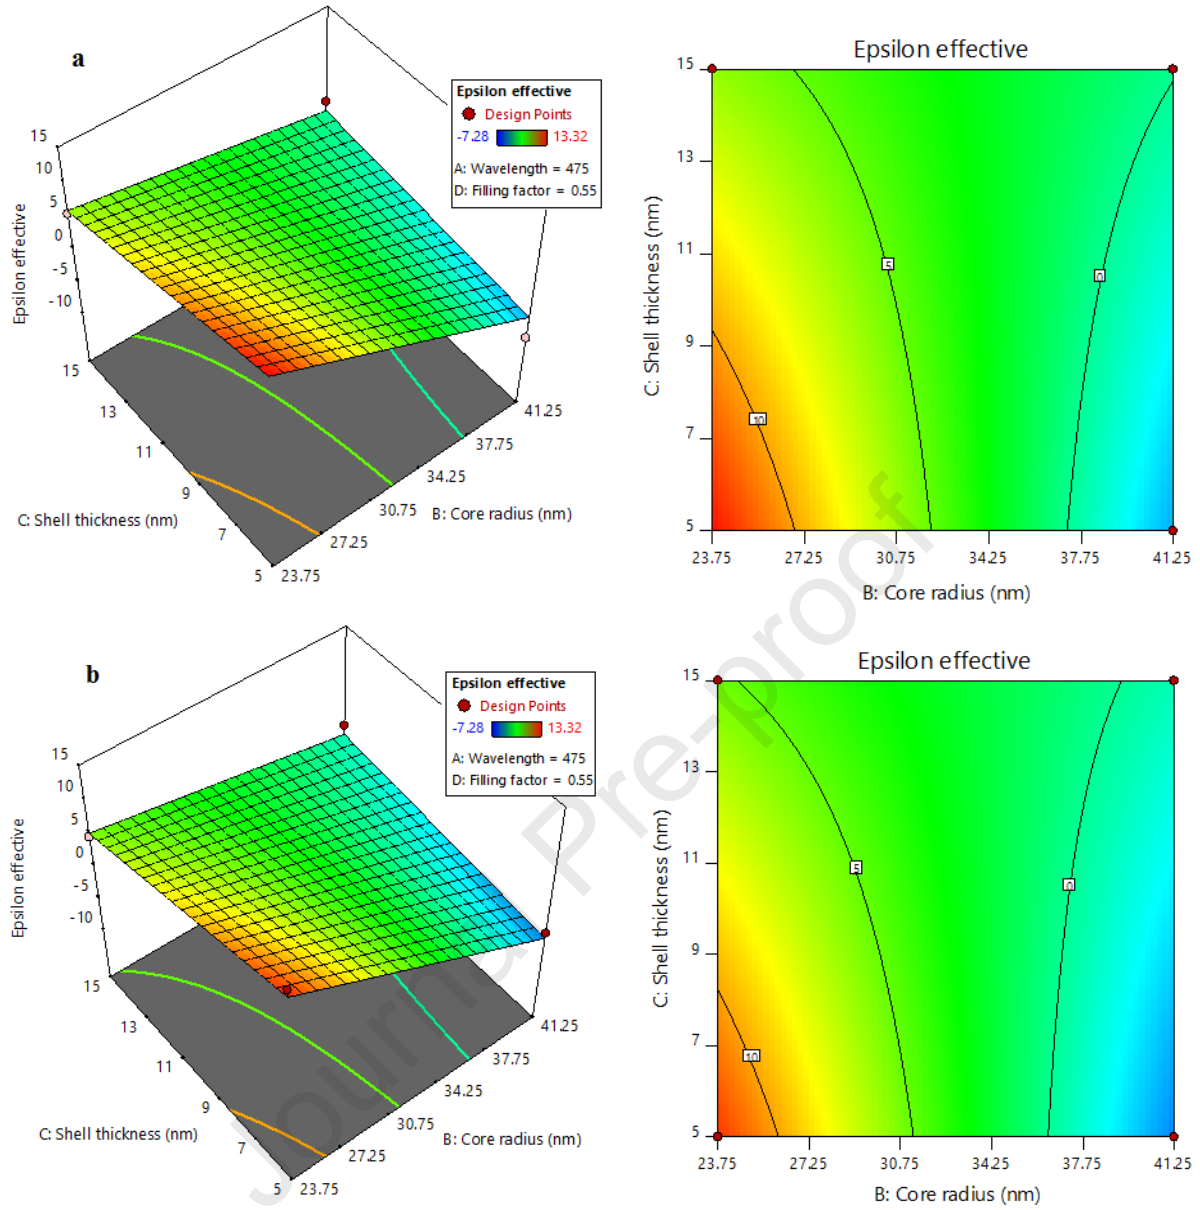 a
Epsilon effective
Design Points
-7.28 13.32
A: Wavelength = 475
D: Filling factor = 0.55
15
10
5
0
-5
-10
Epsilon effective
15
13
11
9
7
5
C: Shell thickness (nm)
23.75
27.25
30.75
34.25
37.75
41.25
B: Core radius (nm)
Epsilon effective
15
13
11
9
7
5
C: Shell thickness (nm)
5
0
10
23.75 27.25 30.75 34.25 37.75 41.25
B: Core radius (nm)
b
Epsilon effective
Design Points
-7.28 13.32
A: Wavelength = 475
D: Filling factor = 0.55
15
10
5
0
-5
-10
Epsilon effective
15
13
11
9
7
5
C: Shell thickness (nm)
23.75
27.25
30.75
34.25
37.75
41.25
B: Core radius (nm)
Epsilon effective
15
13
11
9
7
5
C: Shell thickness (nm)
5
0
10
23.75 27.25 30.75 34.25 37.75 41.25
B: Core radius (nm)
Journal Pre-proof